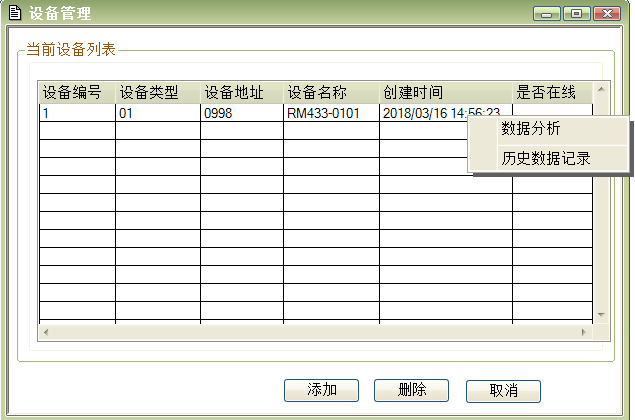 设备管理
当前设备列表
设备编号 设备类型 设备地址 设备名称 创建时间 是否在线
1 01 0998 RM433-0101 2018/03/16 14:56:23
数据分析
历史数据记录
添加 删除 取消